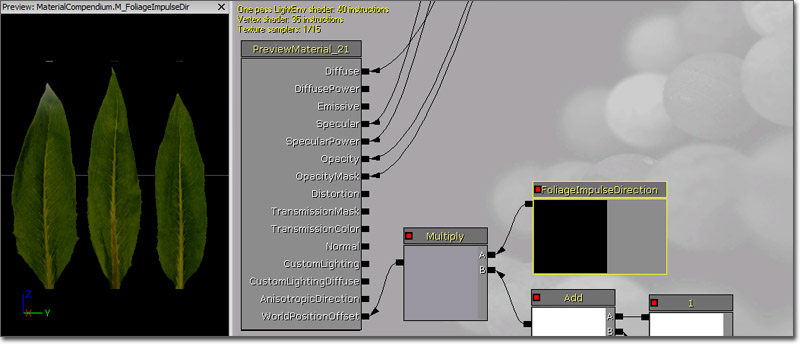 Preview: MaterialCompendium.M_FoliageImpulseDir
One pass LightEnv shader: 40 instructions
Vertex shader: 35 instructions
Texture samplers: 1/15
PreviewMaterial_21
Diffuse
DiffusePower
Emissive
Specular
SpecularPower
Opacity
OpacityMask
Distortion
TransmissionMask
TransmissionColor
Normal
CustomLighting
CustomLightingDiffuse
AnisotropicDirection
WorldPositionOffset
Multiply
A
B
FoliageImpulseDirection
Add
A
B
1
Z
X
Y